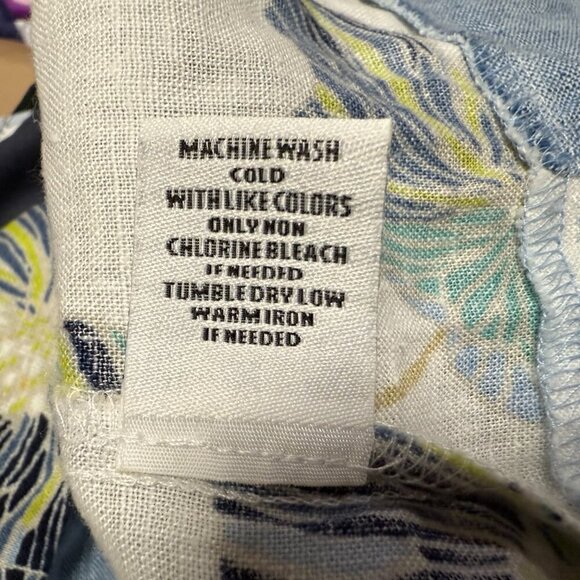 MACHINE WASH
COLD
WITH LIKE COLORS
ONLY NON
CHLORINE BLEACH
IF NEEDED
TUMBLE DRY LOW
WARM IRON
IF NEEDED